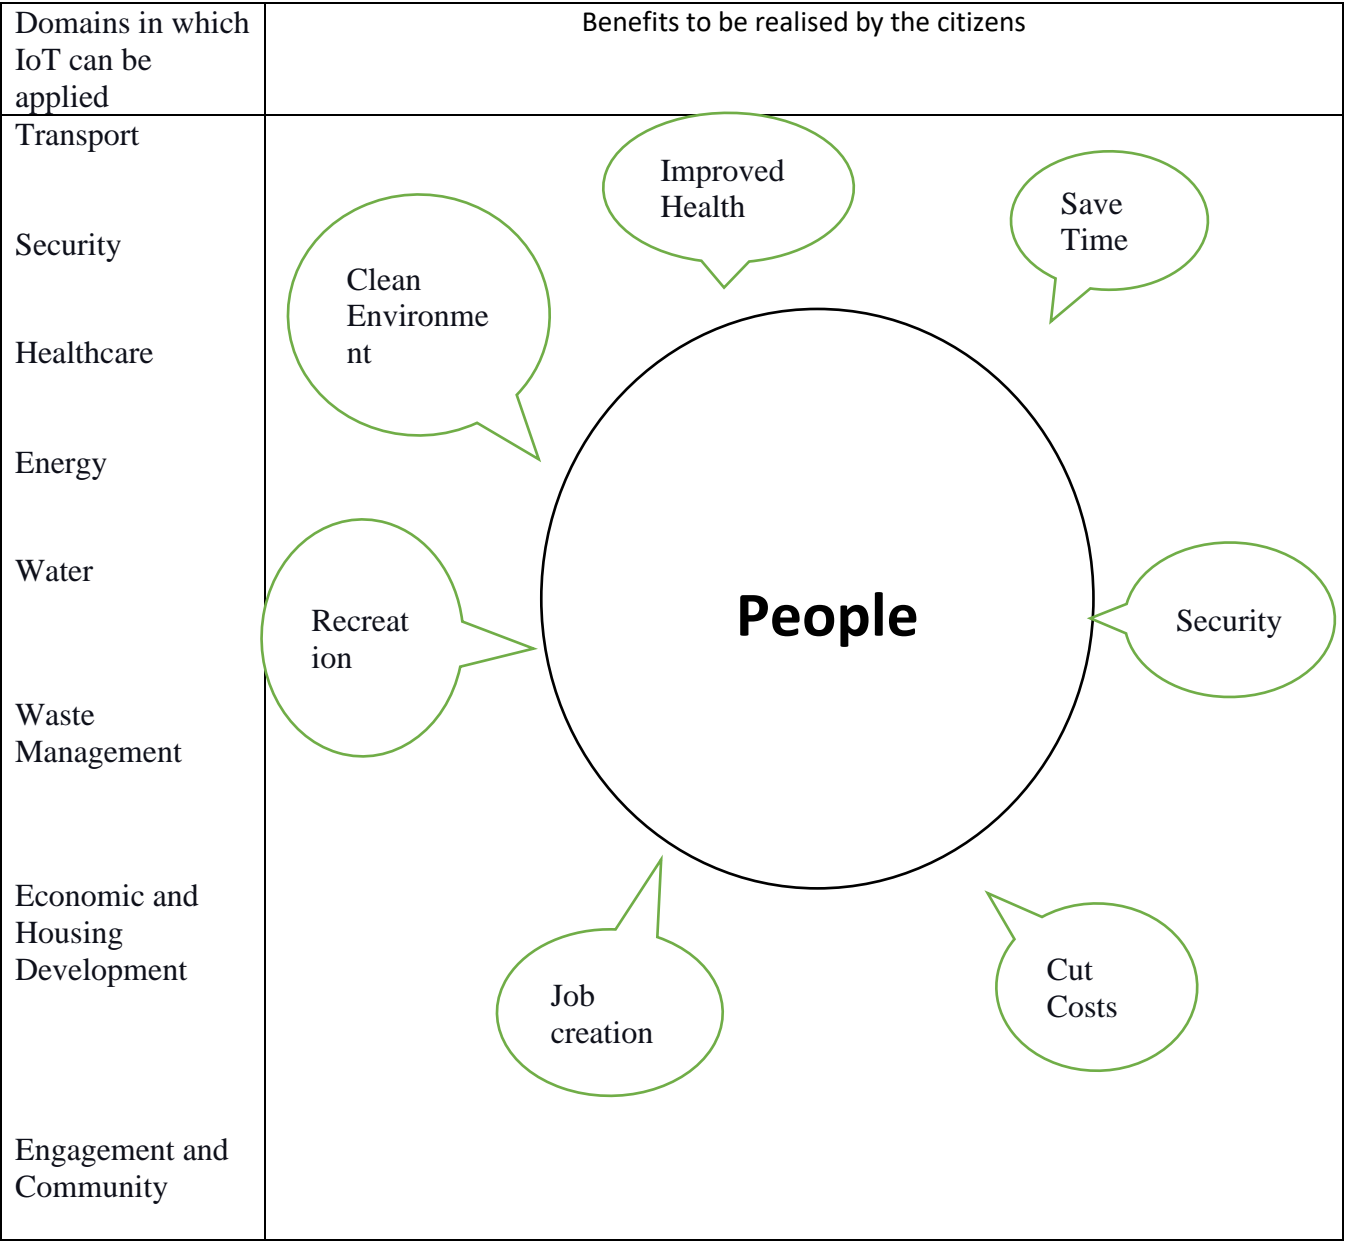 Domains in which
IoT can be
applied
Benefits to be realised by the citizens
Transport
Security
Healthcare
Energy
Water
Waste
Management
Economic and
Housing
Development
Engagement and
Community
Improved
Health
Save
Time
Clean
Environme
nt
Recreat
ion
People
Security
Job
creation
Cut
Costs